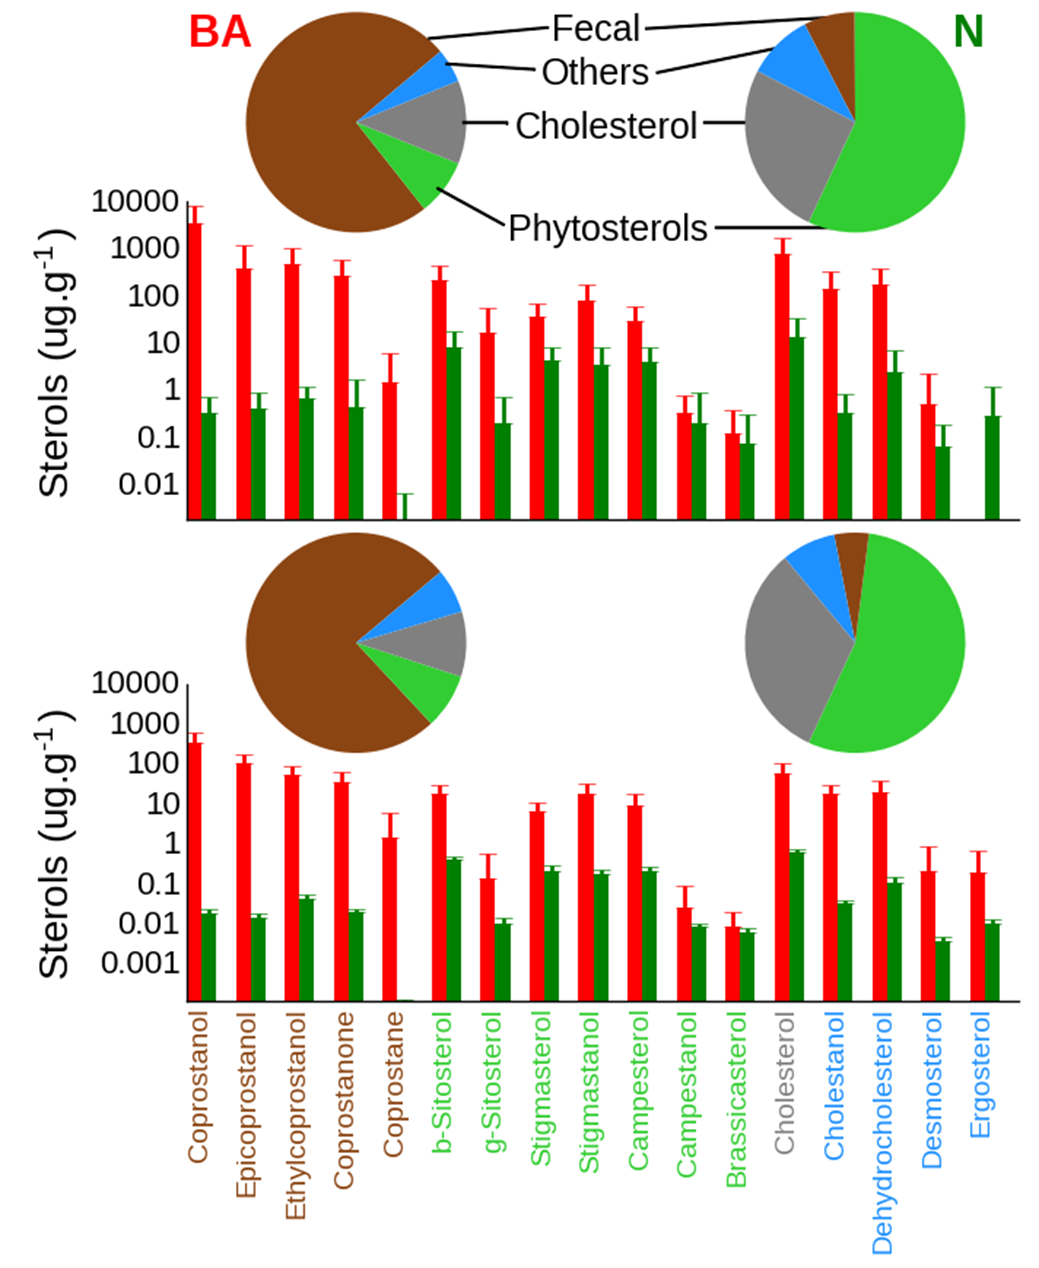 BA
Fecal
N
Others
Cholesterol
Phytosterols
Sterols (ug.g-1)
10000
1000
100
10
1
0.1
0.01
Sterols (ug.g-1)
10000
1000
100
10
1
0.1
0.01
0.001
Coprostanol
Epicoprostanol
Ethylcoprostanol
Coprostanone
Coprostane
b-Sitosterol
g-Sitosterol
Stigmasterol
Stigmastanol
Campesterol
Campestanol
Brassicasterol
Cholesterol
Cholestanol
Dehydrocholesterol
Desmosterol
Ergosterol